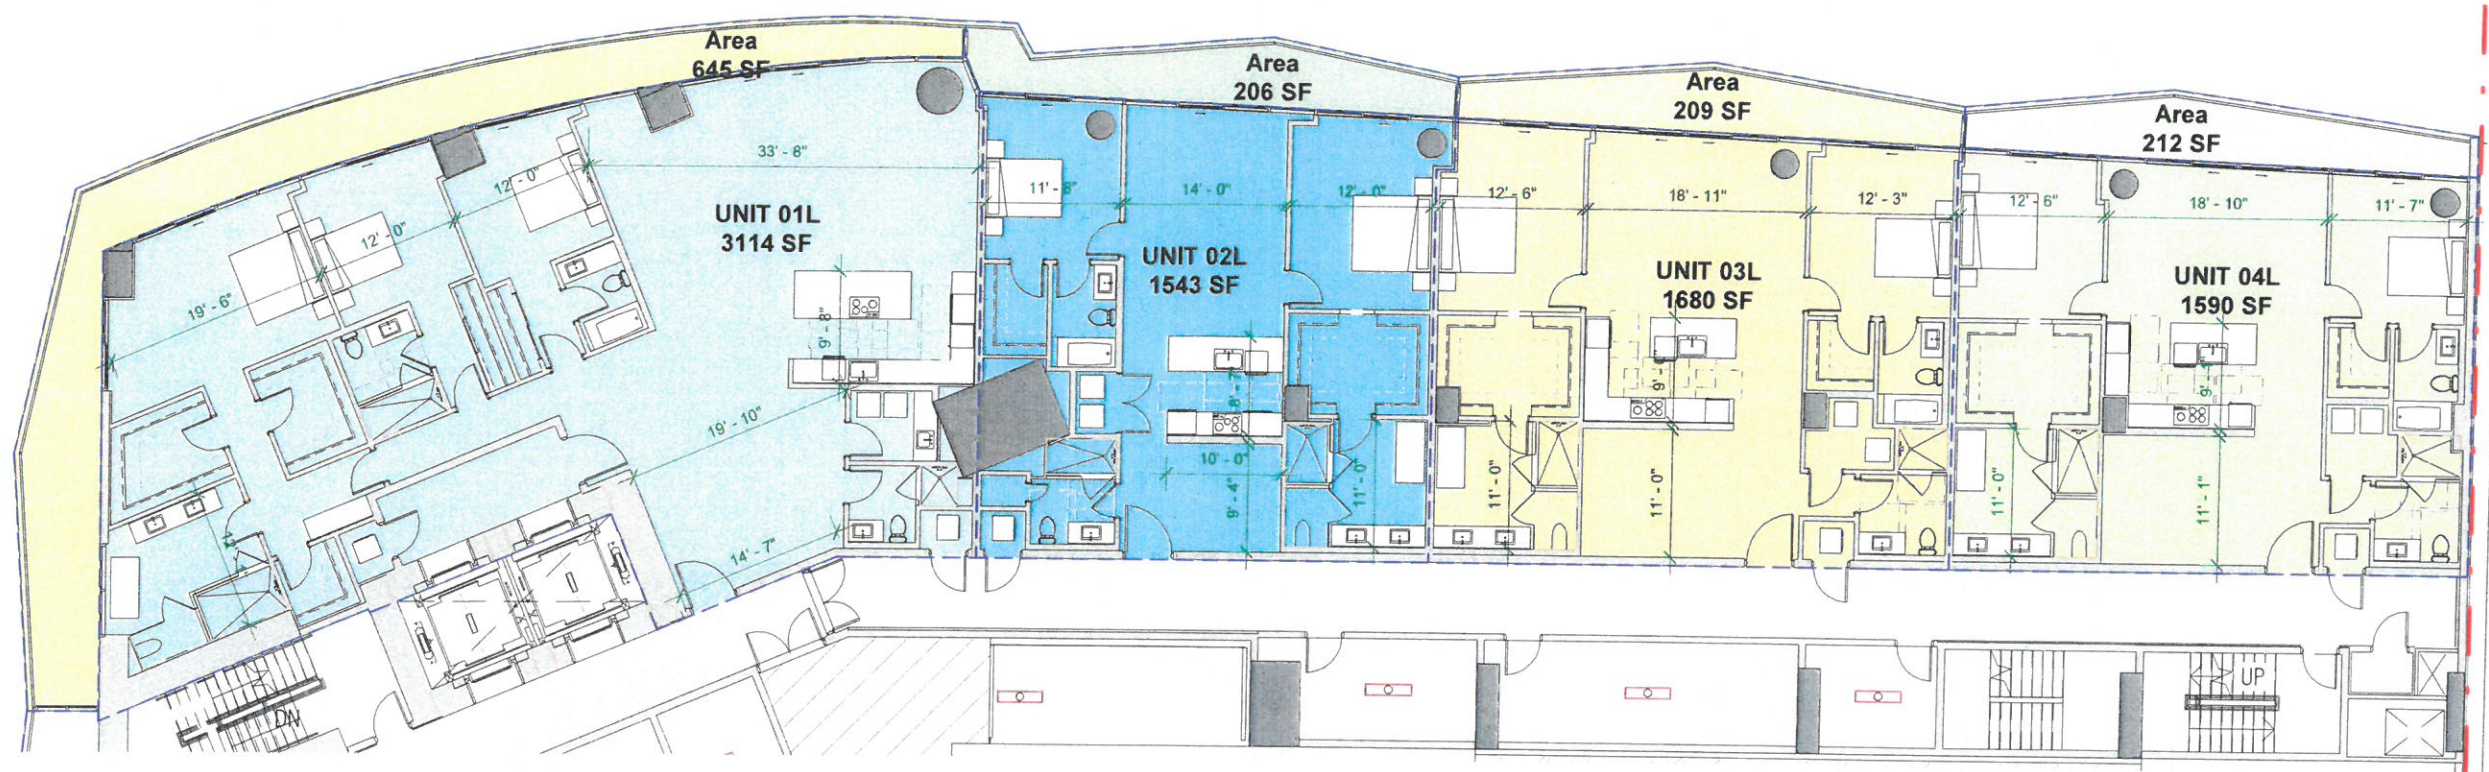 Area
645 SF
Area
206 SF
Area
209 SF
Area
212 SF
33' - 8"
12' - 0"
12' - 0"
19' - 6"
UNIT 01L
3114 SF
9' - 8"
19' - 10"
14' - 7"
11' - 8"
14' - 0"
12' - 0"
UNIT 02L
1543 SF
10' - 0"
9' - 4"
11' - 0"
12' - 6"
18' - 11"
12' - 3"
UNIT 03L
1680 SF
11' - 0"
11' - 0"
12' - 6"
18' - 10"
11' - 7"
UNIT 04L
1590 SF
9' - 1"
11' - 0"
11' - 1"
DN
UP